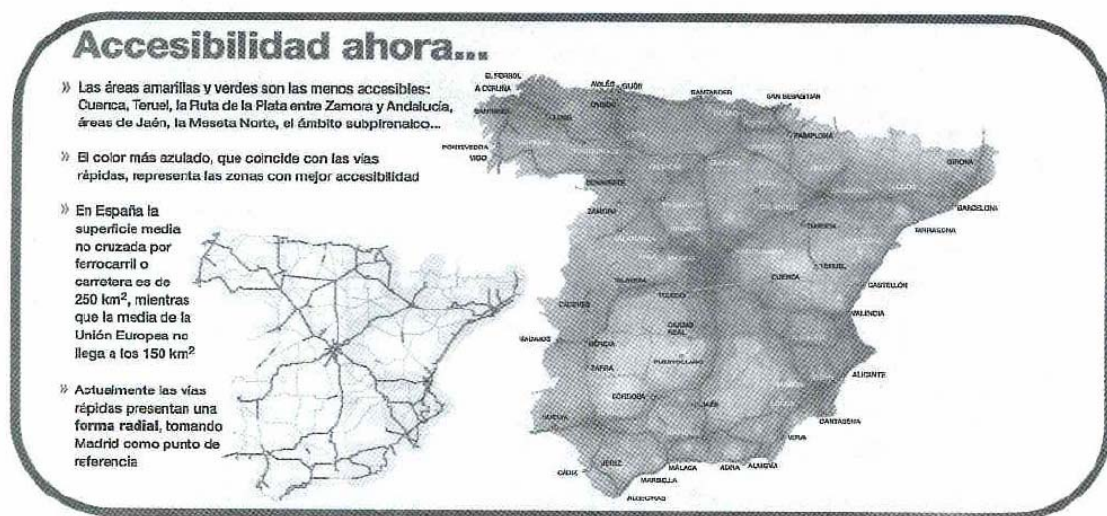 Accesibilidad ahora...
» Las áreas amarillas y verdes son las menos accesibles:
Cuenca, Teruel, la Ruta de la Plata entre Zamora y Andalucía,
áreas de Jaén, la Meseta Norte, el ámbito subpirenaico...
» El color más azulado, que coincide con las vías
rápidas, representa las zonas con mejor accesibilidad
» En España la
superficie media
no cruzada por
ferrocarril o
carretera es de
250 km², mientras
que la media de la
Unión Europea no
llega a los 150 km²
» Actualmente las vías
rápidas presentan una
forma radial, tomando
Madrid como punto de
referencia
EL FERROL
A CORUÑA
AVILÉS
GIJÓN
SANTANDER
SAN SEBASTIÁN
OVIEDO
LUGO
PAMPLONA
PONTEVEDRA
VIGO
GIRONA
BENAVENTE
ZAMORA
BARCELONA
TARRAGONA
TERUEL
CUENCA
CASTELLÓN
TALAVERA
TOLEDO
CÁCERES
VALENCIA
BADAJOZ
MÉRIDA
CIUDAD
REAL
PUERTOLLANO
ZAFRA
ALICANTE
CÓRDOBA
JAÉN
HUELVA
CARTAGENA
VERA
CÁDIZ
JEREZ
MÁLAGA
ADRA
ALMERÍA
MARBELLA
ALGECIRAS